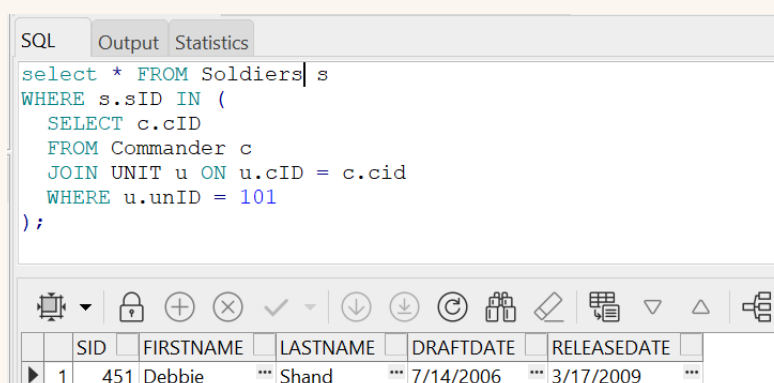 SQL Output Statistics
select * FROM Soldiers s
WHERE s.sID IN (
SELECT c.cID
FROM Commander c
JOIN UNIT u ON u.cID = c.cid
WHERE u.unID = 101
);
SID FIRSTNAME LASTNAME DRAFTDATE RELEASEDATE
1 451 Debbie ... Shand ... 7/14/2006 ... 3/17/2009 ...